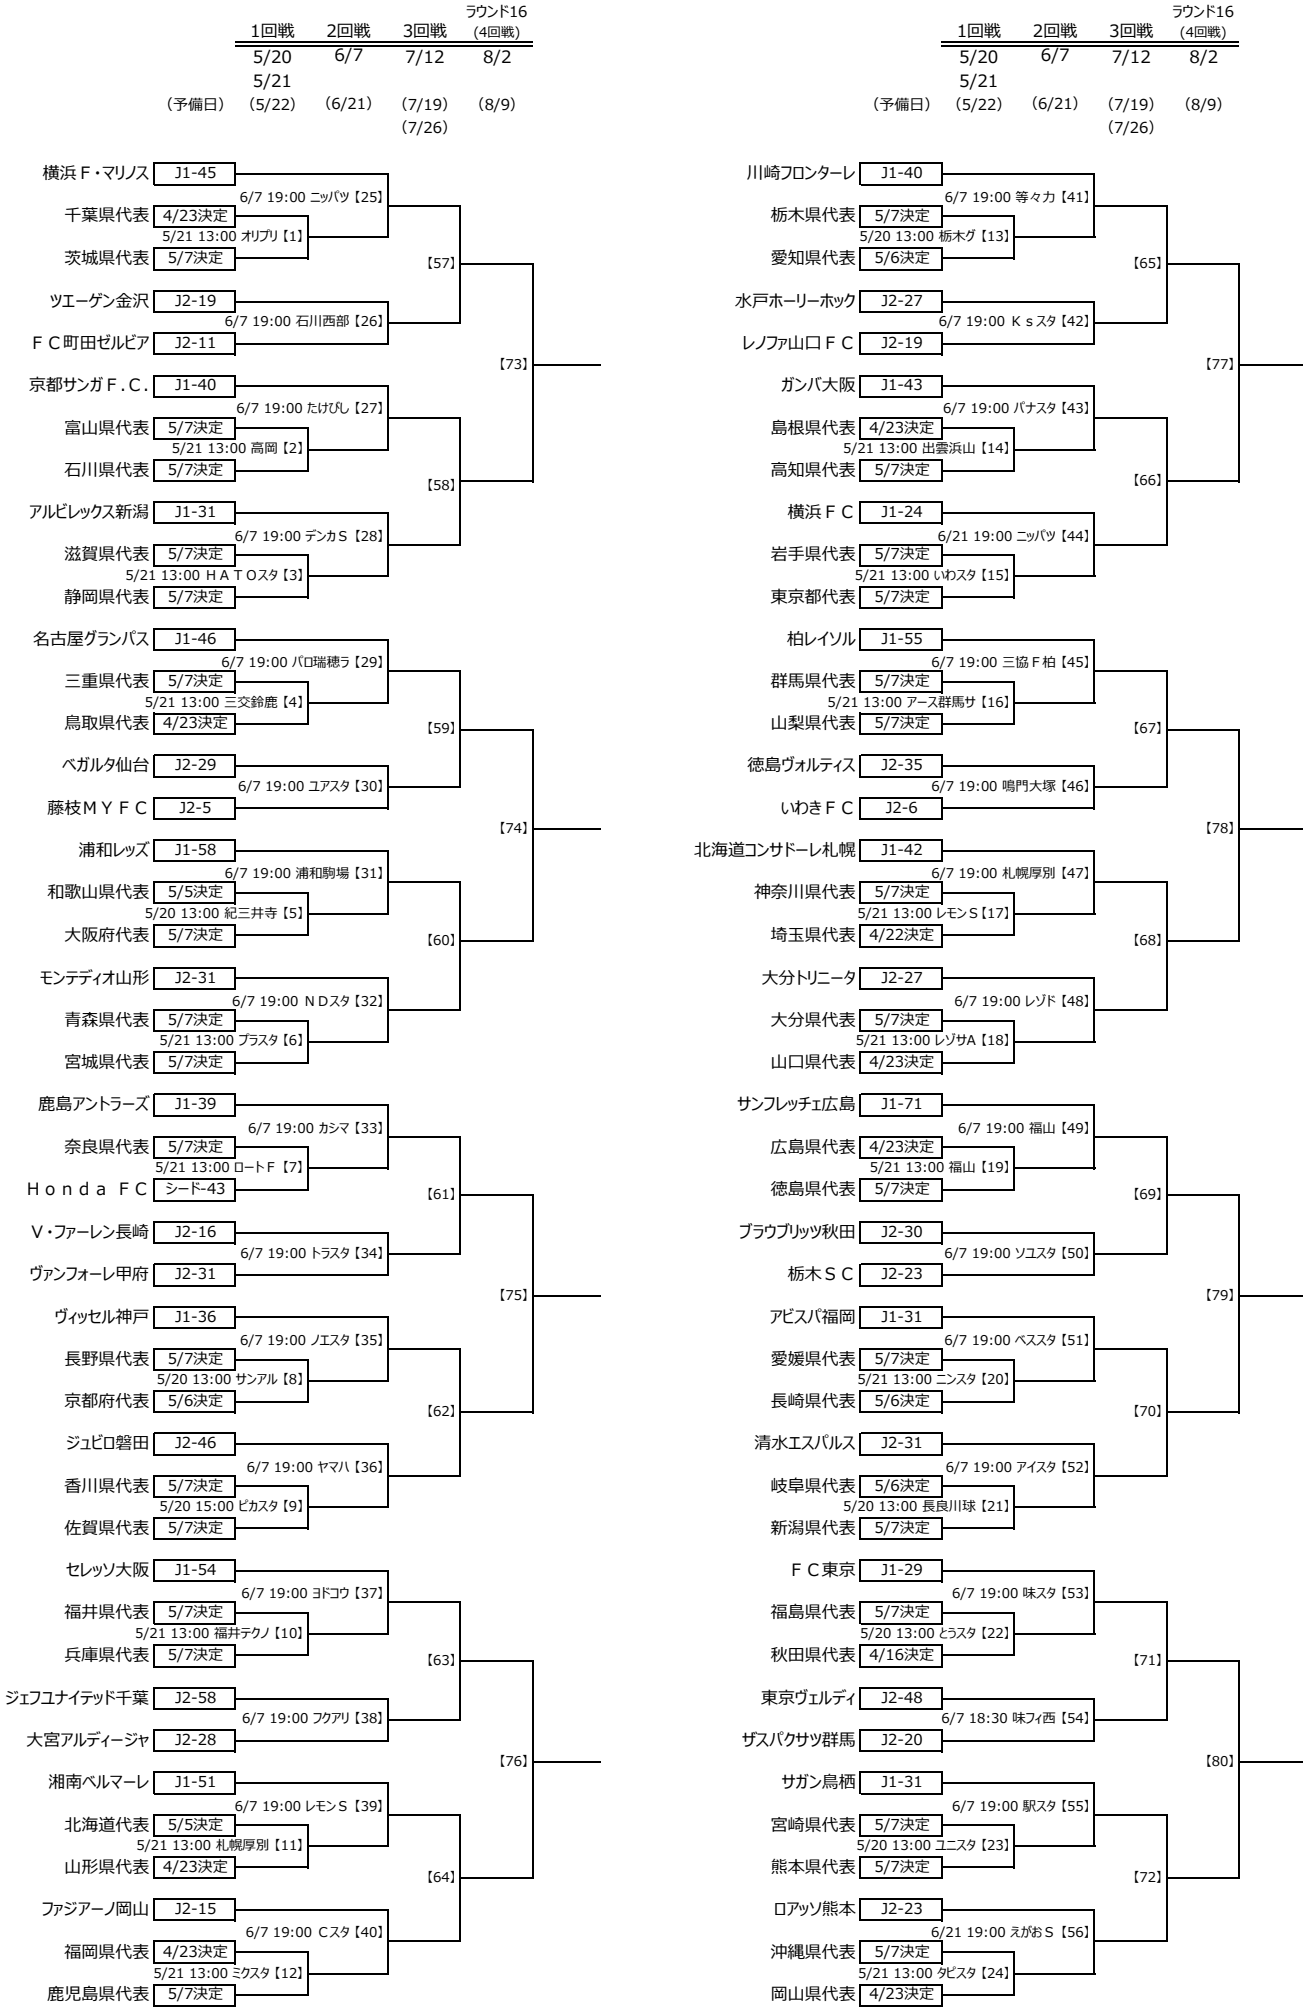 ラウンド16
1回戦 2回戦 3回戦 (4回戦)
5/20 6/7 7/12 8/2
5/21
(予備日) (5/22) (6/21) (7/19) (8/9)
(7/26)
横浜F・マリノス J1-45
6/7 19:00 ニッパツ【25】
千葉県代表 4/23決定
5/21 13:00 オリプリ【1】
茨城県代表 5/7決定
【57】
ツエーゲン金沢 J2-19
6/7 19:00 石川西部【26】
FC町田ゼルビア J2-11
【73】
京都サンガF.C. J1-40
6/7 19:00 たけびし【27】
富山県代表 5/7決定
5/21 13:00 高岡【2】
石川県代表 5/7決定
【58】
アルビレックス新潟 J1-31
6/7 19:00 デンカS【28】
滋賀県代表 5/7決定
5/21 13:00 HATOスタ【3】
静岡県代表 5/7決定
名古屋グランパス J1-46
6/7 19:00 パロ瑞穂ラ【29】
三重県代表 5/7決定
5/21 13:00 三交鈴鹿【4】
鳥取県代表 4/23決定
【59】
ベガルタ仙台 J2-29
6/7 19:00 ユアスタ【30】
藤枝MYFC J2-5
【74】
浦和レッズ J1-58
6/7 19:00 浦和駒場【31】
和歌山県代表 5/5決定
5/20 13:00 紀三井寺【5】
大阪府代表 5/7決定
【60】
モンテディオ山形 J2-31
6/7 19:00 NDスタ【32】
青森県代表 5/7決定
5/21 13:00 プラスタ【6】
宮城県代表 5/7決定
鹿島アントラーズ J1-39
6/7 19:00 カシマ【33】
奈良県代表 5/7決定
5/21 13:00 ロートF【7】
Honda FC シード-43
【61】
V・ファーレン長崎 J2-16
6/7 19:00 トラスタ【34】
ヴァンフォーレ甲府 J2-31
【75】
ヴィッセル神戸 J1-36
6/7 19:00 ノエスタ【35】
長野県代表 5/7決定
5/20 13:00 サンアル【8】
京都府代表 5/6決定
【62】
ジュビロ磐田 J2-46
6/7 19:00 ヤマハ【36】
香川県代表 5/7決定
5/20 15:00 ピカスタ【9】
佐賀県代表 5/7決定
セレッソ大阪 J1-54
6/7 19:00 ヨドコウ【37】
福井県代表 5/7決定
5/21 13:00 福井テクノ【10】
兵庫県代表 5/7決定
【63】
ジェフユナイテッド千葉 J2-58
6/7 19:00 フクアリ【38】
大宮アルディージャ J2-28
【76】
湘南ベルマーレ J1-51
6/7 19:00 レモンS【39】
北海道代表 5/5決定
5/21 13:00 札幌厚別【11】
山形県代表 4/23決定
【64】
ファジアーノ岡山 J2-15
6/7 19:00 Cスタ【40】
福岡県代表 4/23決定
5/21 13:00 ミクスタ【12】
鹿児島県代表 5/7決定
ラウンド16
1回戦 2回戦 3回戦 (4回戦)
5/20 6/7 7/12 8/2
5/21
(予備日) (5/22) (6/21) (7/19) (8/9)
(7/26)
川崎フロンターレ J1-40
6/7 19:00 等々力【41】
栃木県代表 5/7決定
5/20 13:00 栃木グ【13】
愛知県代表 5/6決定
【65】
水戸ホーリーホック J2-27
6/7 19:00 Ksスタ【42】
レノファ山口FC J2-19
【77】
ガンバ大阪 J1-43
6/7 19:00 パナスタ【43】
島根県代表 4/23決定
5/21 13:00 出雲浜山【14】
高知県代表 5/7決定
【66】
横浜FC J1-24
6/21 19:00 ニッパツ【44】
岩手県代表 5/7決定
5/21 13:00 いわスタ【15】
東京都代表 5/7決定
柏レイソル J1-55
6/7 19:00 三協F柏【45】
群馬県代表 5/7決定
5/21 13:00 アース群馬サ【16】
山梨県代表 5/7決定
【67】
徳島ヴォルティス J2-35
6/7 19:00 鳴門大塚【46】
いわきFC J2-6
【78】
北海道コンサドーレ札幌 J1-42
6/7 19:00 札幌厚別【47】
神奈川県代表 5/7決定
5/21 13:00 レモンS【17】
埼玉県代表 4/22決定
【68】
大分トリニータ J2-27
6/7 19:00 レゾド【48】
大分県代表 5/7決定
5/21 13:00 レゾサA【18】
山口県代表 4/23決定
サンフレッチェ広島 J1-71
6/7 19:00 福山【49】
広島県代表 4/23決定
5/21 13:00 福山【19】
徳島県代表 5/7決定
【69】
ブラウブリッツ秋田 J2-30
6/7 19:00 ソユスタ【50】
栃木SC J2-23
【79】
アビスパ福岡 J1-31
6/7 19:00 ベススタ【51】
愛媛県代表 5/7決定
5/21 13:00 ニンスタ【20】
長崎県代表 5/6決定
【70】
清水エスパルス J2-31
6/7 19:00 アイスタ【52】
岐阜県代表 5/6決定
5/20 13:00 長良川球【21】
新潟県代表 5/7決定
FC東京 J1-29
6/7 19:00 味スタ【53】
福島県代表 5/7決定
5/20 13:00 とうスタ【22】
秋田県代表 4/16決定
【71】
東京ヴェルディ J2-48
6/7 18:30 味フィ西【54】
ザスパクサツ群馬 J2-20
【80】
サガン鳥栖 J1-31
6/7 19:00 駅スタ【55】
宮崎県代表 5/7決定
5/20 13:00 ユニスタ【23】
熊本県代表 5/7決定
【72】
ロアッソ熊本 J2-23
6/21 19:00 えがおS【56】
沖縄県代表 5/7決定
5/21 13:00 タピスタ【24】
岡山県代表 4/23決定